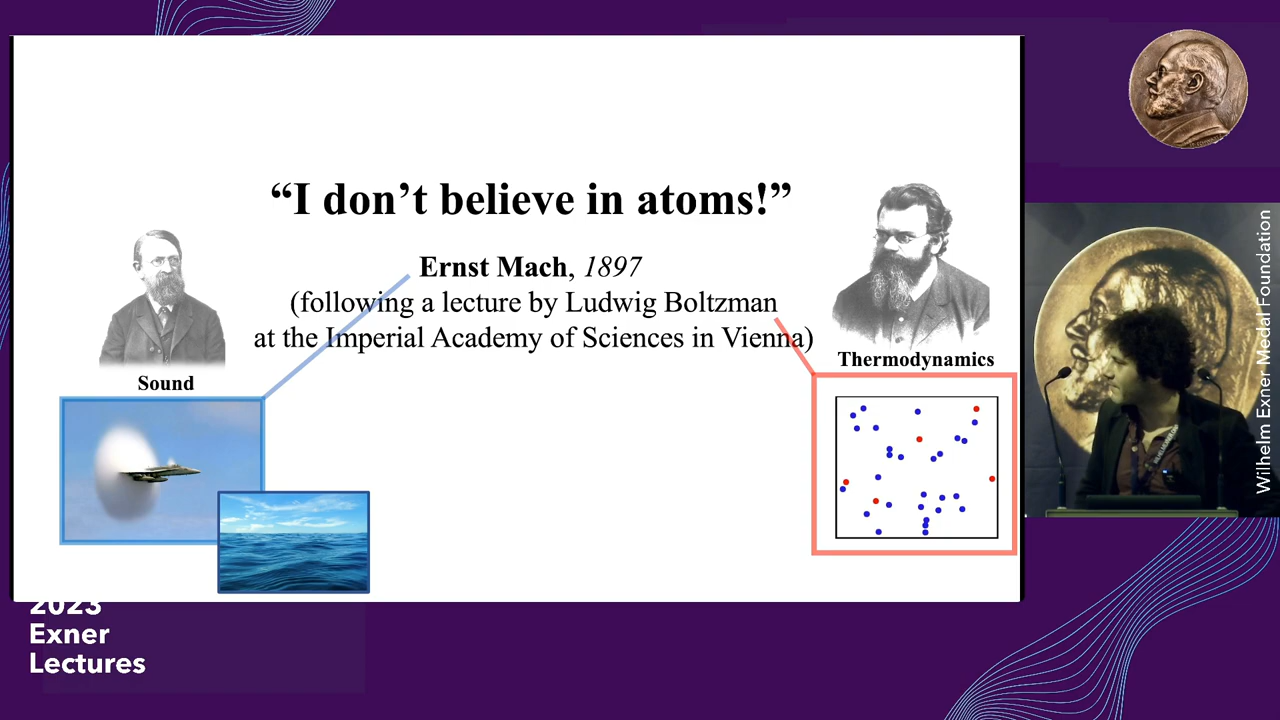 “I don’t believe in atoms!”
Ernst Mach, 1897
(following a lecture by Ludwig Boltzman
at the Imperial Academy of Sciences in Vienna)
Sound
Thermodynamics
Wilhelm Exner Medal Foundation
2023
Exner
Lectures